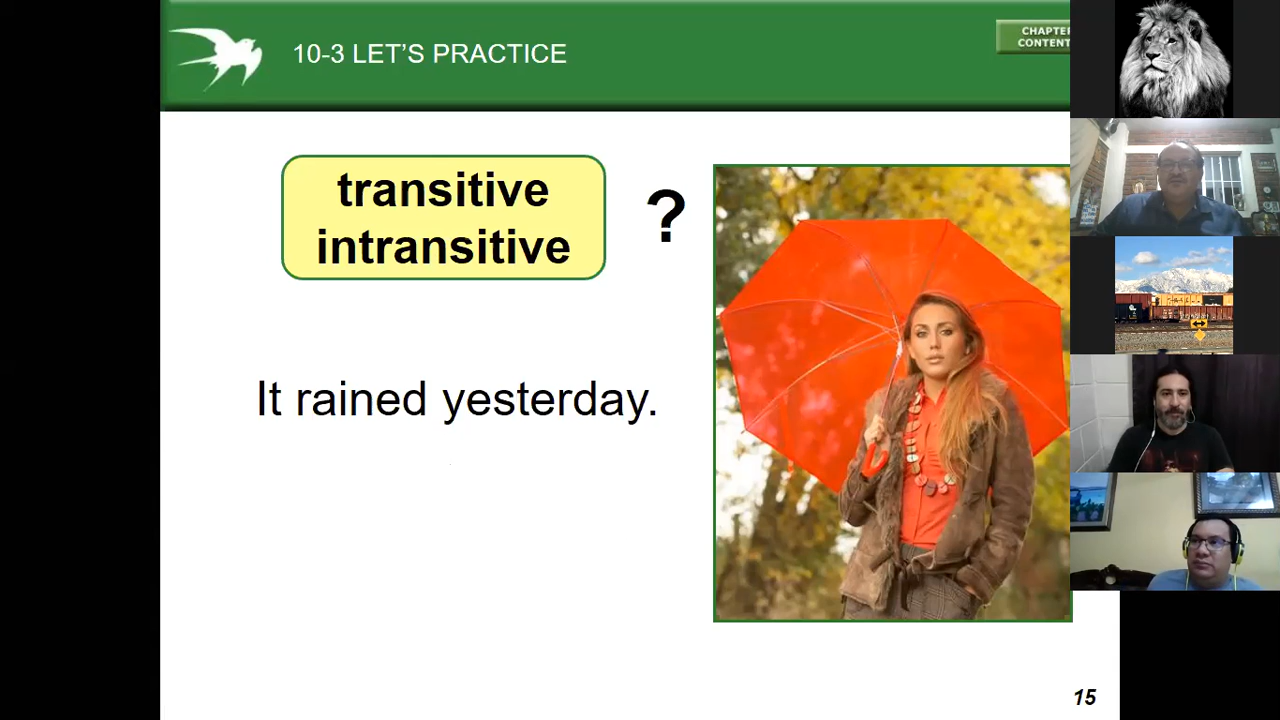 10-3 LET'S PRACTICE
CHAPTER
CONTENT
transitive
intransitive
?
It rained yesterday.
15